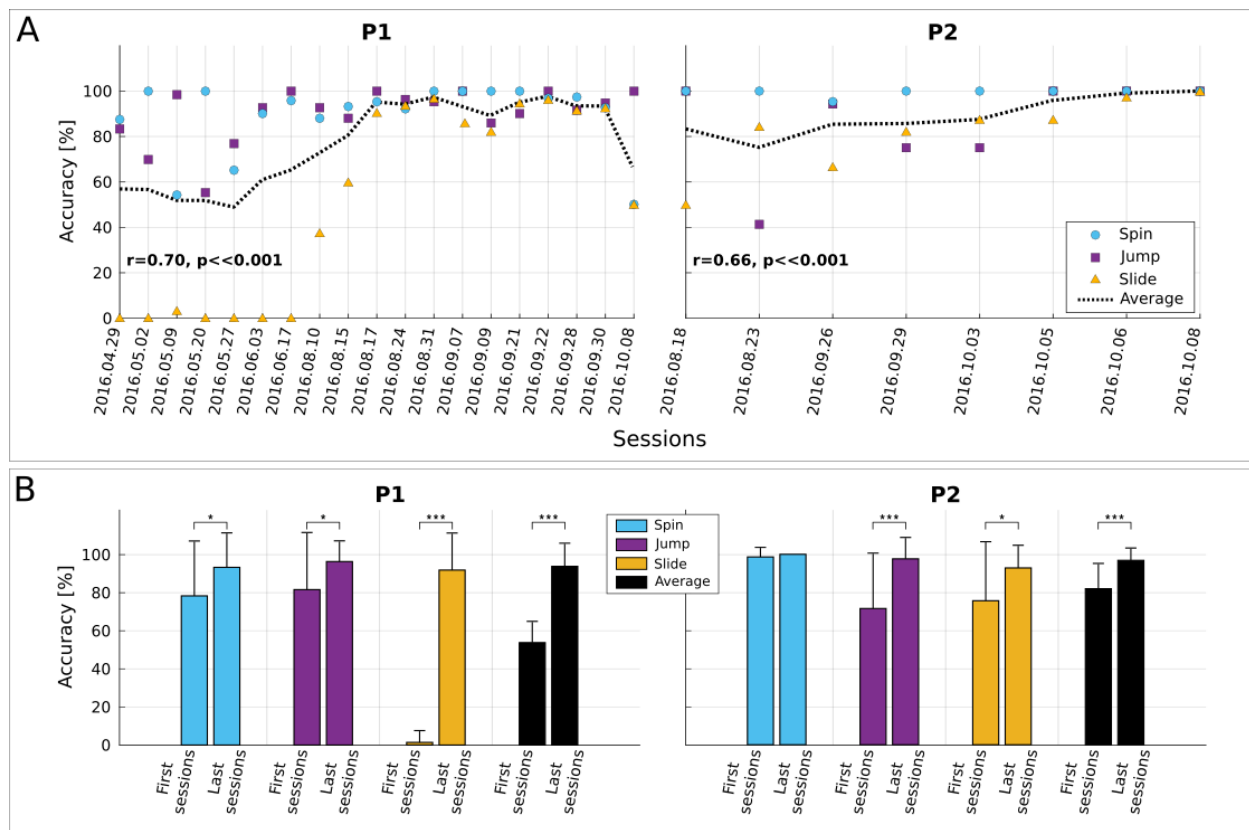 A
P1
P2
Accuracy [%]
100
80
60
40
20
0
r=0.70, p<<0.001
r=0.66, p<<0.001
Spin
Jump
Slide
Average
2016.04.29
2016.05.02
2016.05.09
2016.05.20
2016.05.27
2016.06.03
2016.06.17
2016.08.10
2016.08.15
2016.08.17
2016.08.24
2016.08.31
2016.09.07
2016.09.09
2016.09.21
2016.09.22
2016.09.28
2016.09.30
2016.10.08
2016.08.18
2016.08.23
2016.09.26
2016.09.29
2016.10.03
2016.10.05
2016.10.06
2016.10.08
Sessions
B
P1
P2
Accuracy [%]
100
80
60
40
20
0
*
*
***
***
Spin
Jump
Slide
Average
***
*
***
First
sessions
Last
sessions
First
sessions
Last
sessions
First
sessions
Last
sessions
First
sessions
Last
sessions
First
sessions
Last
sessions
First
sessions
Last
sessions
First
sessions
Last
sessions
First
sessions
Last
sessions